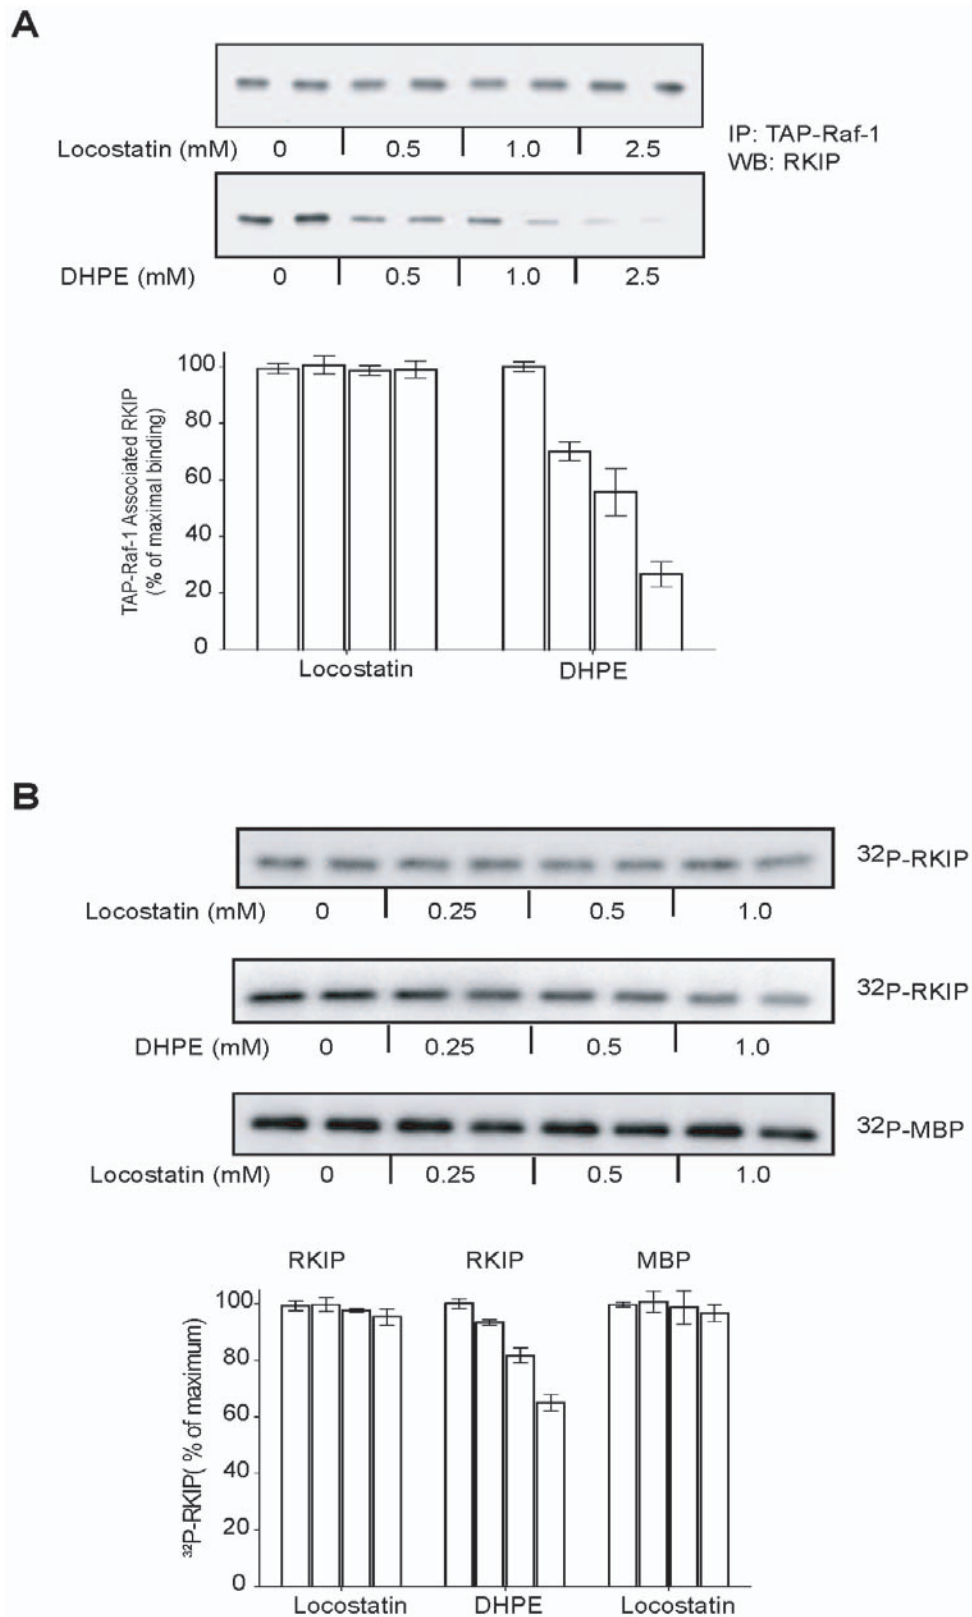 A
Locostatin (mM) 0 0.5 1.0 2.5
IP: TAP-Raf-1
WB: RKIP
DHPE (mM) 0 0.5 1.0 2.5
TAP-Raf-1 Associated RKIP
(% of maximal binding)
100
80
60
40
20
0
Locostatin DHPE
B
32P-RKIP
Locostatin (mM) 0 0.25 0.5 1.0
32P-RKIP
DHPE (mM) 0 0.25 0.5 1.0
32P-MBP
Locostatin (mM) 0 0.25 0.5 1.0
RKIP RKIP MBP
32P-RKIP( % of maximum)
100
80
60
40
20
0
Locostatin DHPE Locostatin